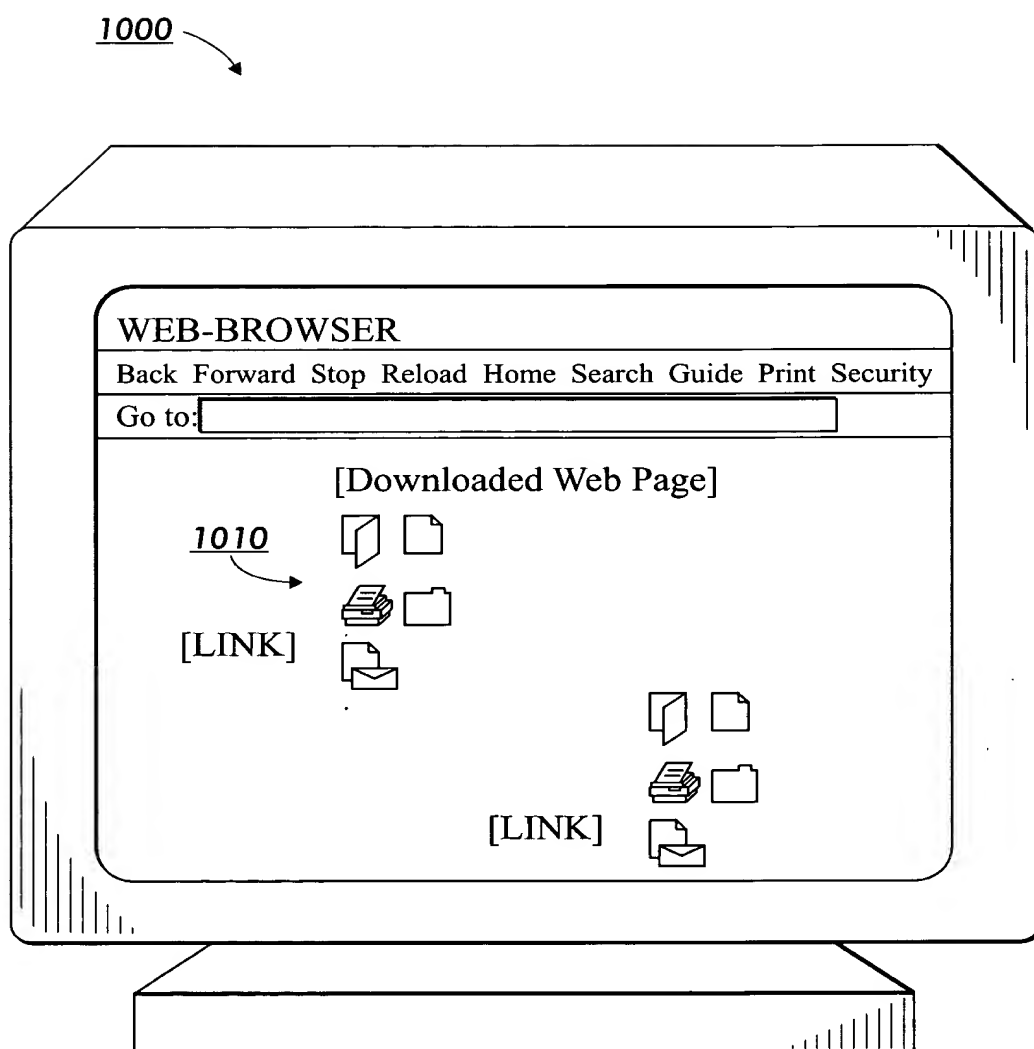 1000
WEB-BROWSER
Back Forward Stop Reload Home Search Guide Print Security
Go to:
[Downloaded Web Page]
1010
[LINK]
[LINK]